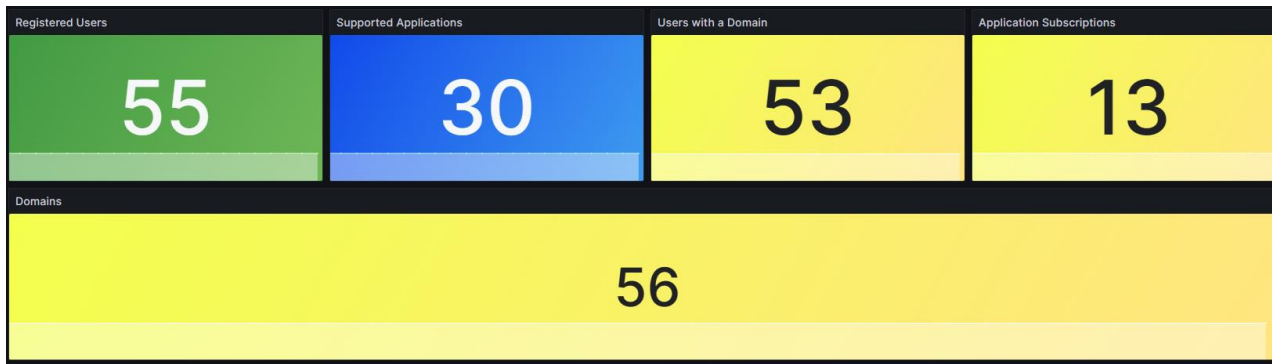 Registered Users
Supported Applications
Users with a Domain
Application Subscriptions
55
30
53
13
Domains
56